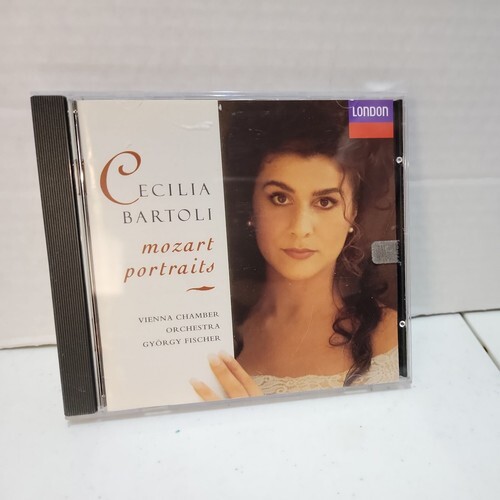 CECILIA
BARTOLI
mozart
portraits
VIENNA CHAMBER
ORCHESTRA
GYÖRGY FISCHER
LONDON